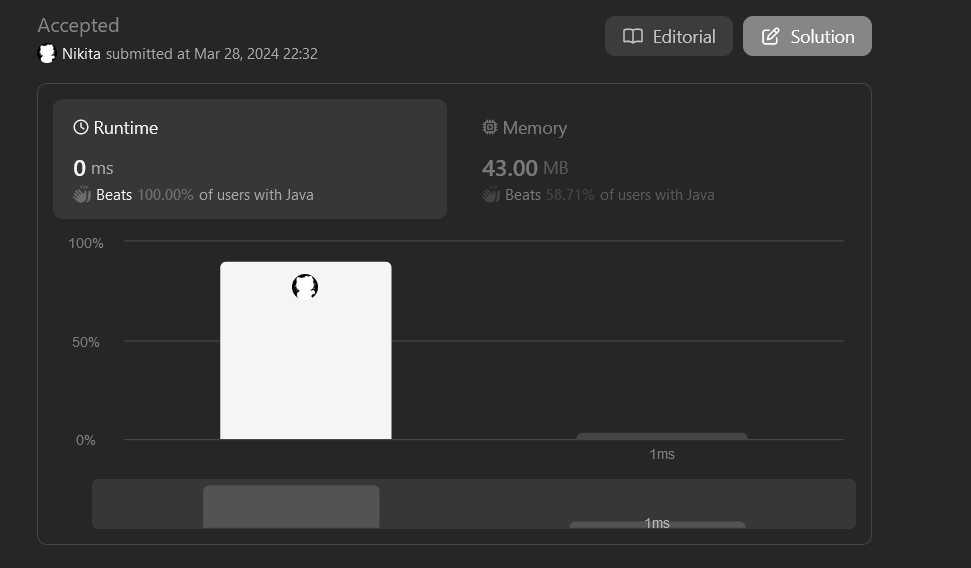 Accepted
Nikita submitted at Mar 28, 2024 22:32
Editorial
Solution
Runtime
0 ms
Beats 100.00% of users with Java
Memory
43.00 MB
Beats 58.71% of users with Java
100%
50%
0%
1ms
1ms